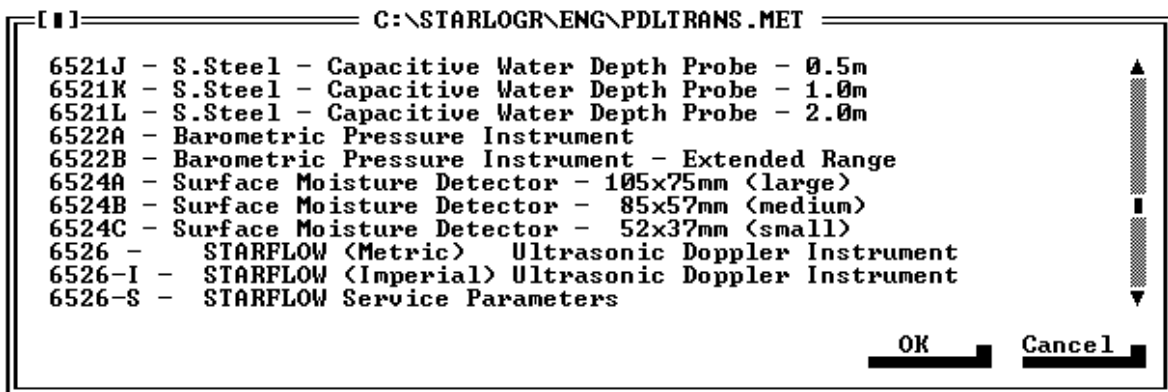 C:\STARLOGR\ENG\PDLTRANS.MET
6521J - S.Steel - Capacitive Water Depth Probe - 0.5m
6521K - S.Steel - Capacitive Water Depth Probe - 1.0m
6521L - S.Steel - Capacitive Water Depth Probe - 2.0m
6522A - Barometric Pressure Instrument
6522B - Barometric Pressure Instrument - Extended Range
6524A - Surface Moisture Detector - 105x75mm (large)
6524B - Surface Moisture Detector -  85x57mm (medium)
6524C - Surface Moisture Detector -  52x37mm (small)
6526 -    STARFLOW (Metric)   Ultrasonic Doppler Instrument
6526-I -  STARFLOW (Imperial) Ultrasonic Doppler Instrument
6526-S -  STARFLOW Service Parameters
OK Cancel